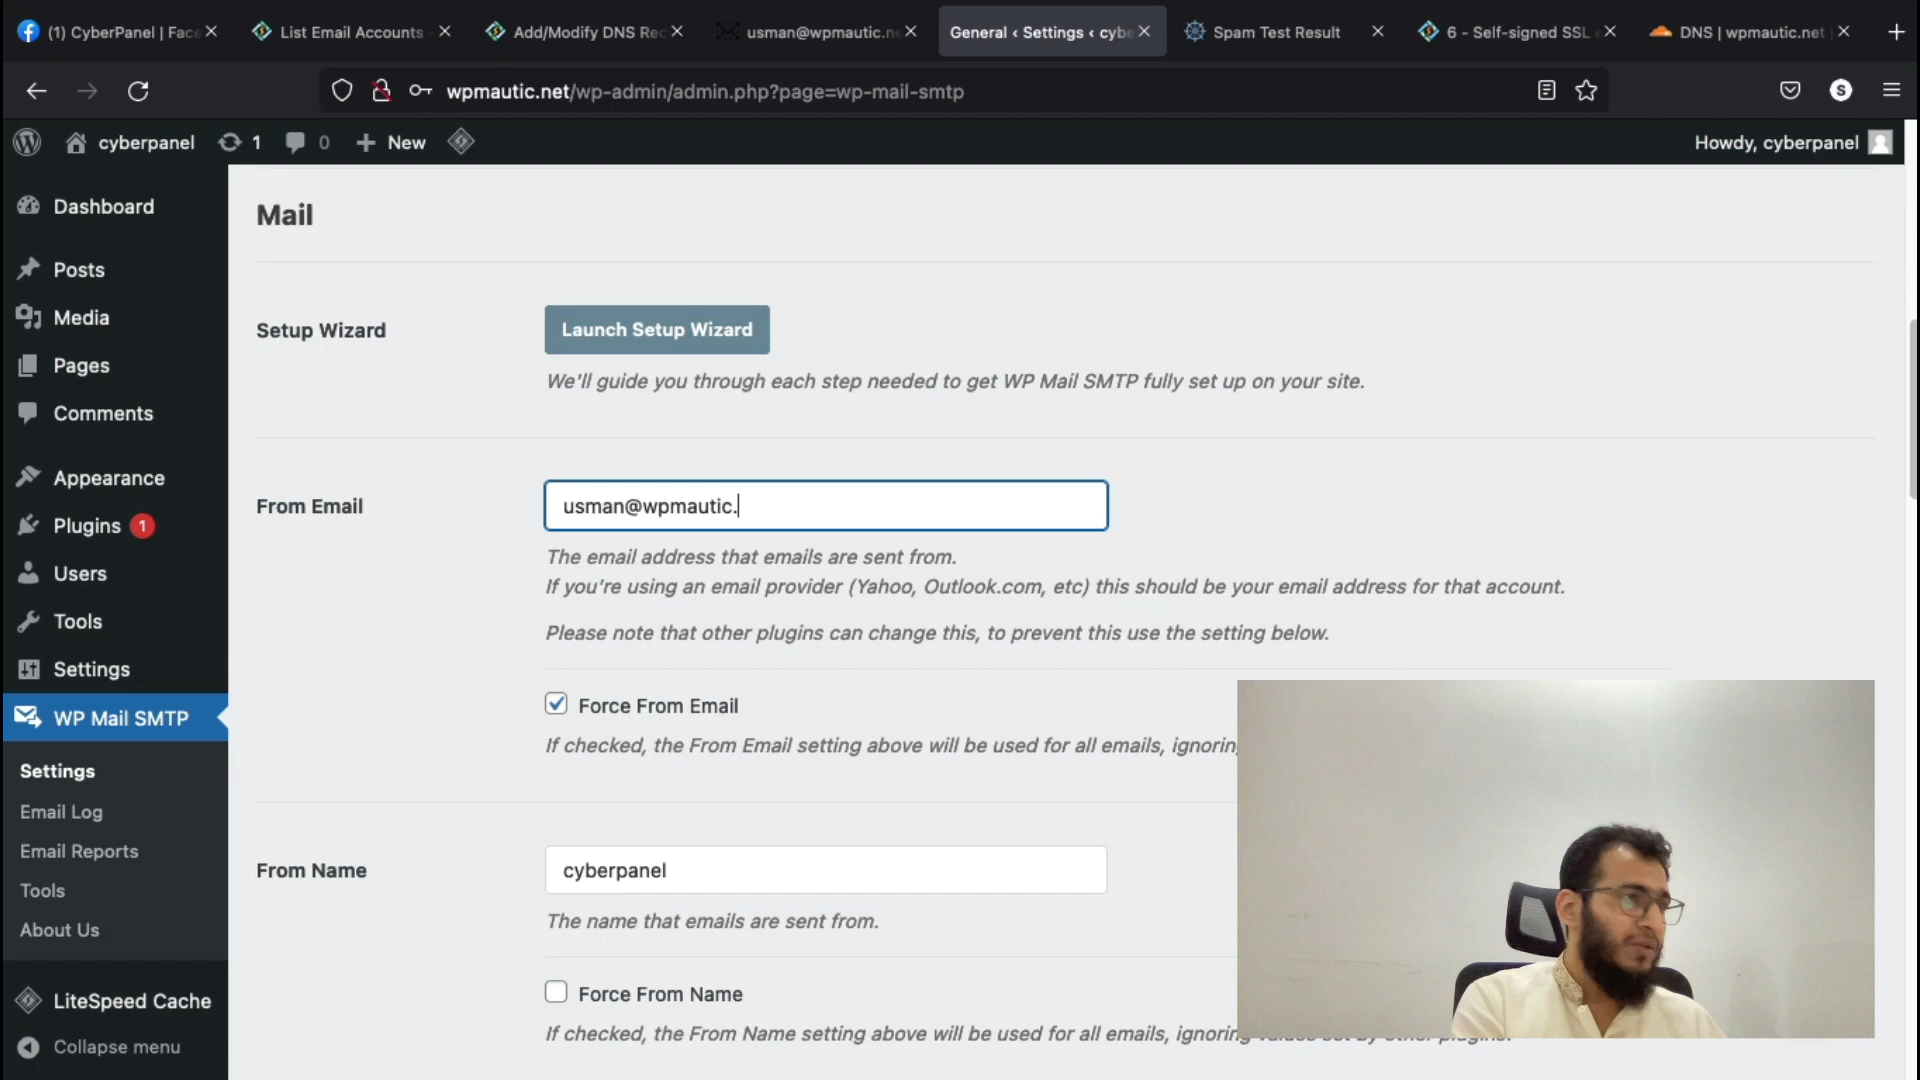 (1) CyberPanel | Face
List Email Accounts -
Add/Modify DNS Rec
usman@wpmautic.ne
General ‹ Settings ‹ cybe
Spam Test Result
6 - Self-signed SSL e
DNS | wpmautic.net |
wpmautic.net/wp-admin/admin.php?page=wp-mail-smtp
S
cyberpanel
1
0
New
Howdy, cyberpanel
Dashboard
Posts
Media
Pages
Comments
Appearance
Plugins 1
Users
Tools
Settings
WP Mail SMTP
Settings
Email Log
Email Reports
Tools
About Us
LiteSpeed Cache
Collapse menu
Mail
Setup Wizard
Launch Setup Wizard
We'll guide you through each step needed to get WP Mail SMTP fully set up on your site.
From Email
usman@wpmautic.
The email address that emails are sent from.
If you're using an email provider (Yahoo, Outlook.com, etc) this should be your email address for that account.
Please note that other plugins can change this, to prevent this use the setting below.
Force From Email
If checked, the From Email setting above will be used for all emails, ignorin
From Name
cyberpanel
The name that emails are sent from.
Force From Name
If checked, the From Name setting above will be used for all emails, ignoring values set by other plugins.